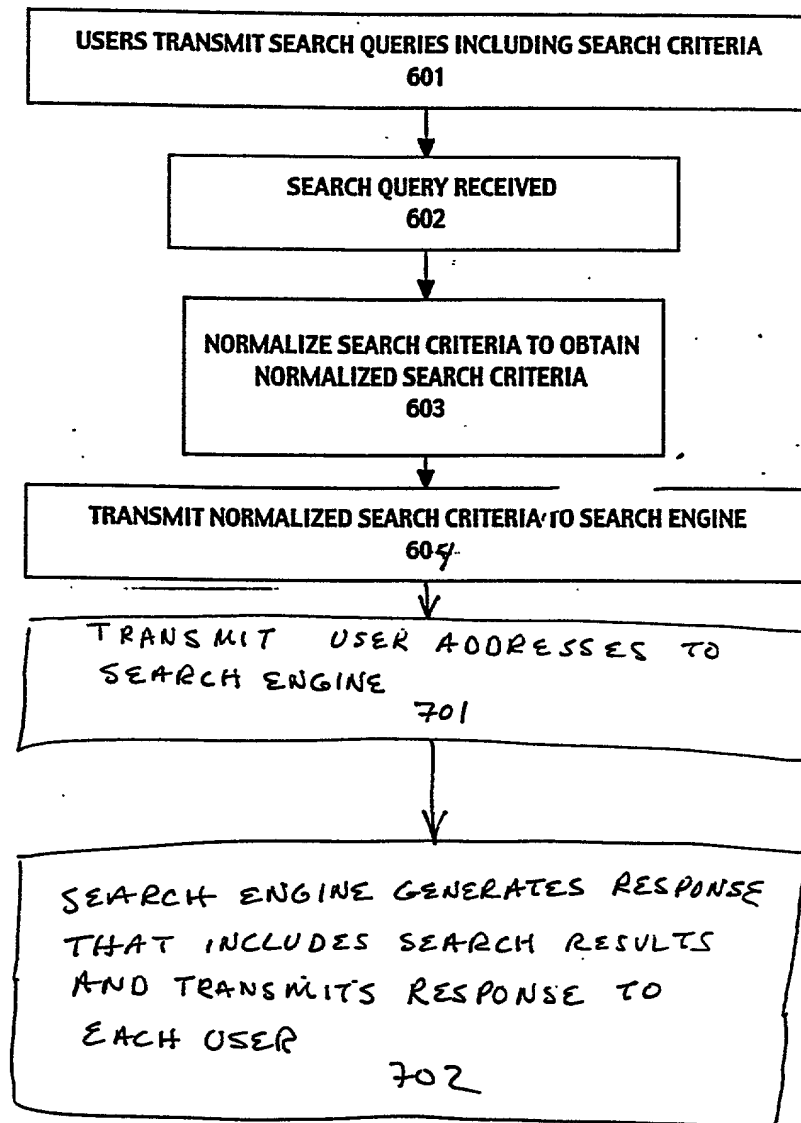 USERS TRANSMIT SEARCH QUERIES INCLUDING SEARCH CRITERIA
601
SEARCH QUERY RECEIVED
602
NORMALIZE SEARCH CRITERIA TO OBTAIN
NORMALIZED SEARCH CRITERIA
603
TRANSMIT NORMALIZED SEARCH CRITERIA TO SEARCH ENGINE
604
TRANSMIT USER ADDRESSES TO
SEARCH ENGINE
701
SEARCH ENGINE GENERATES RESPONSE
THAT INCLUDES SEARCH RESULTS
AND TRANSMITS RESPONSE TO
EACH USER
702